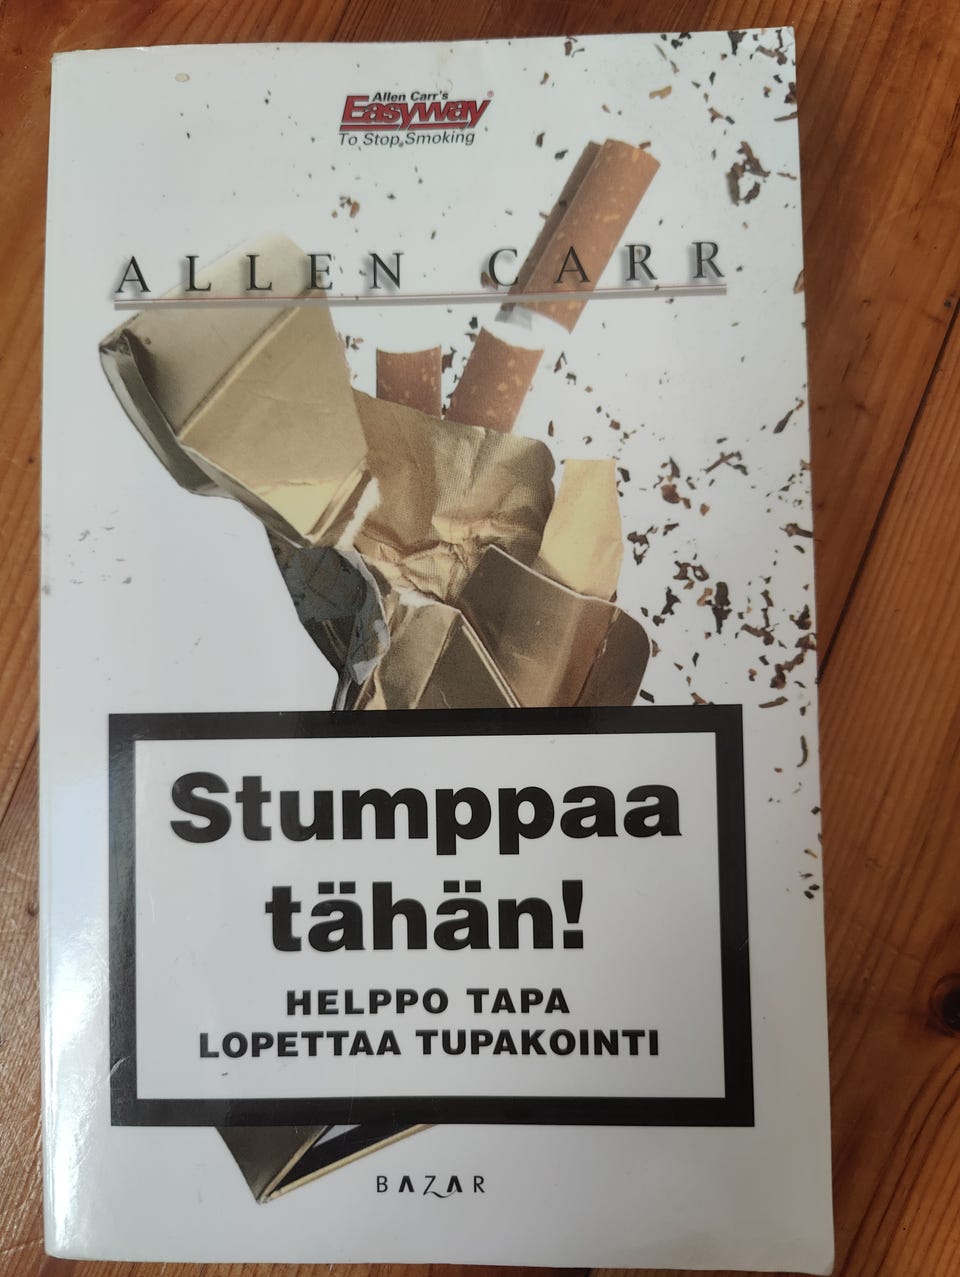 Allen Carr's
Easyway®
To Stop Smoking
ALLEN CARR
Stumppaa
tähän!
HELPPO TAPA
LOPETTAA TUPAKOINTI
BAZAR